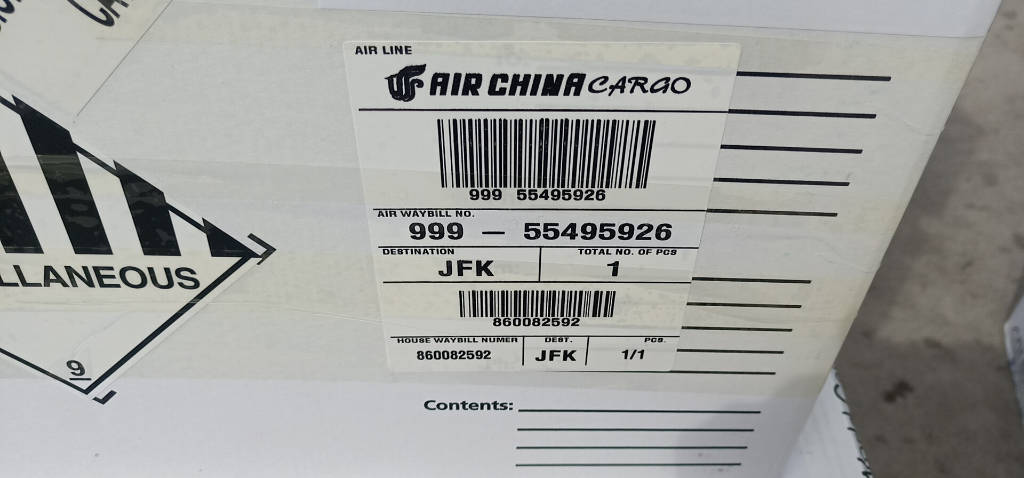 AIR LINE
AIR CHINA CARGO
999 55495926
AIR WAYBILL NO.
999 — 55495926
DESTINATION TOTAL NO. OF PCS
JFK 1
860082592
HOUSE WAYBILL NUMER DEST. PCS.
860082592 JFK 1/1
LLANEOUS
9
Contents: